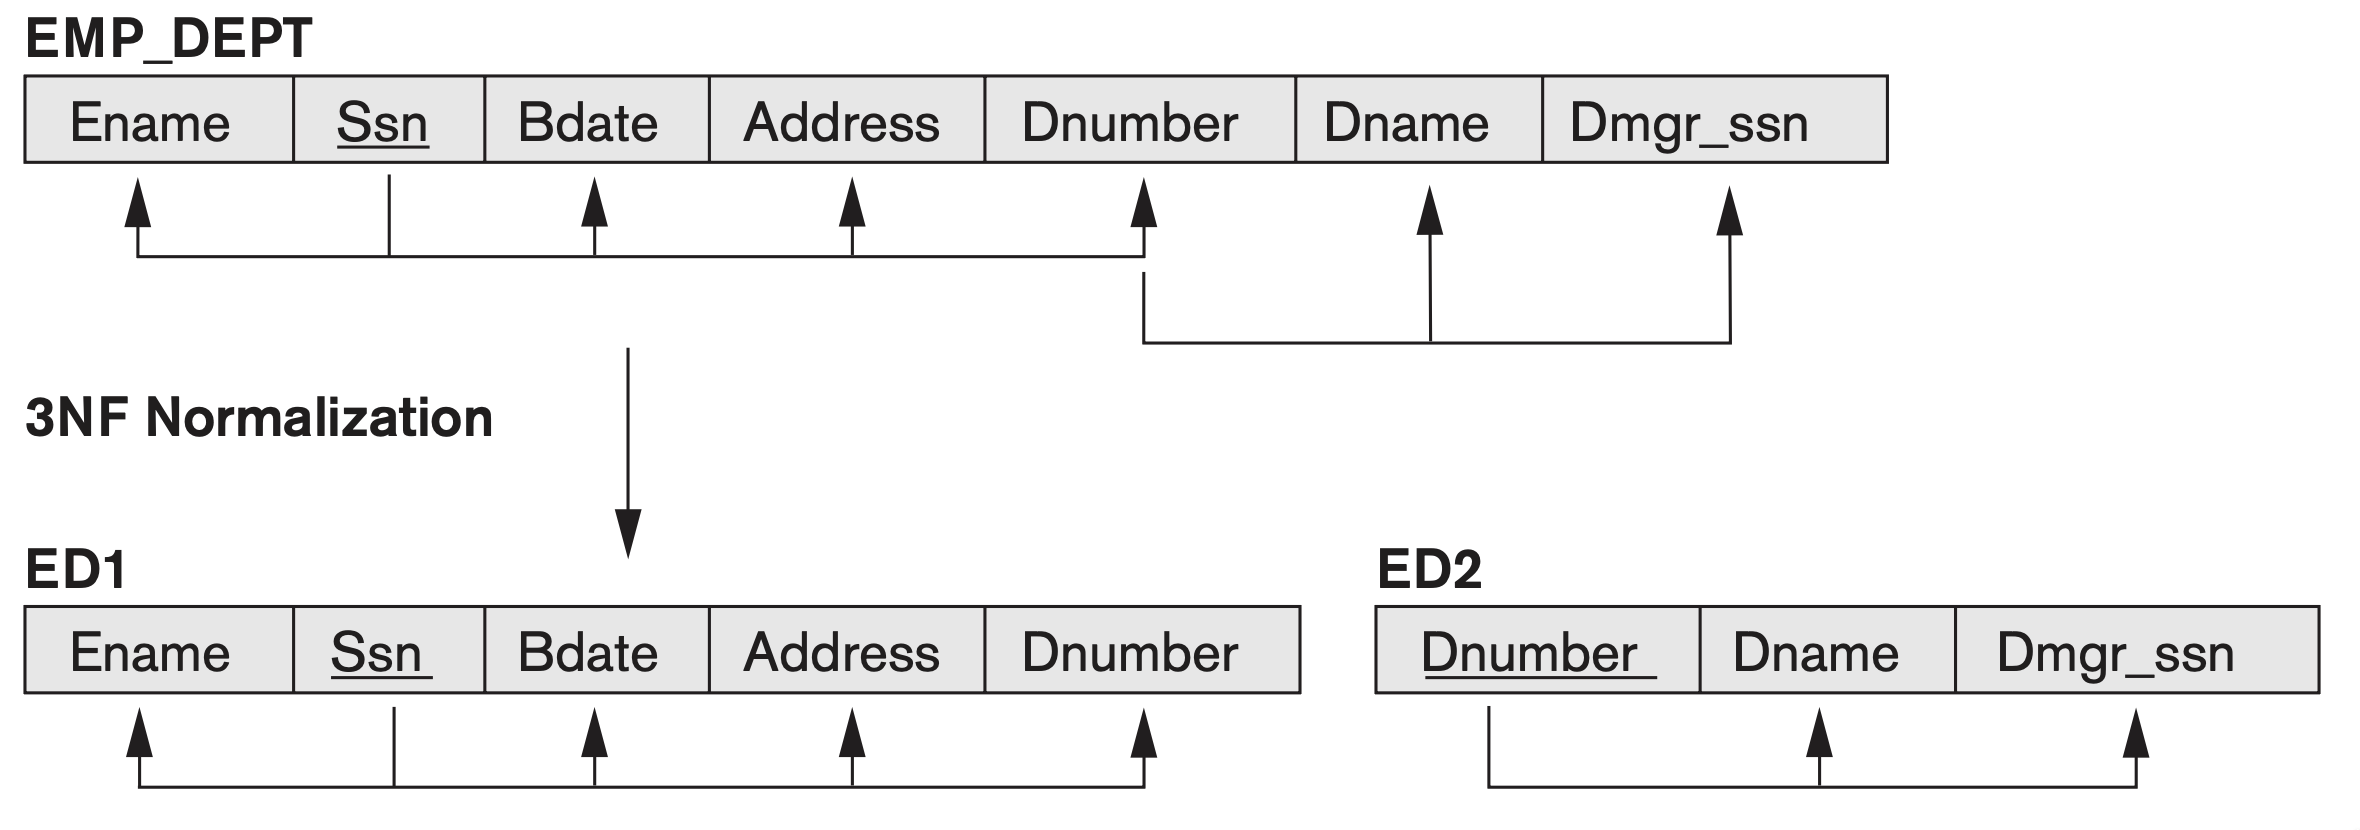 EMP_DEPT
Ename Ssn Bdate Address Dnumber Dname Dmgr_ssn
3NF Normalization
ED1 ED2
Ename Ssn Bdate Address Dnumber Dnumber Dname Dmgr_ssn